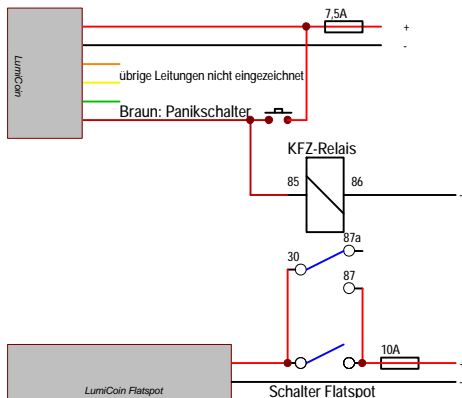 7,5A
+
-
LumiCoin
übrige Leitungen nicht eingezeichnet
Braun: Panikschalter
KFZ-Relais
85
86
-
87a
30
87
10A
+
-
LumiCoin Flatspot
Schalter Flatspot